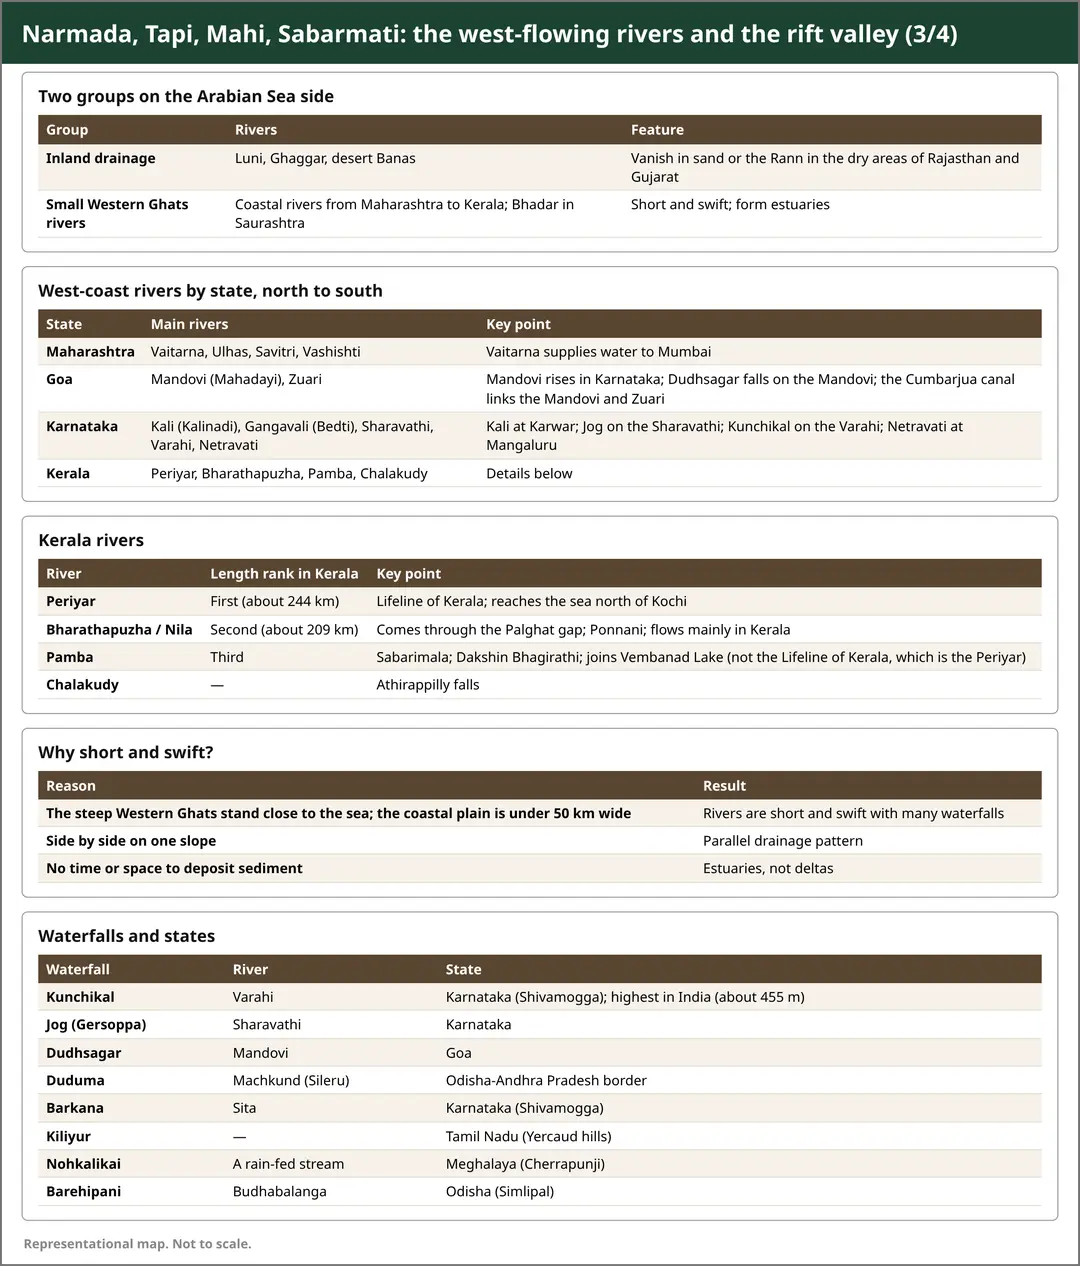 Narmada, Tapi, Mahi, Sabarmati: the west-flowing rivers and the rift valley (3/4)
Two groups on the Arabian Sea side
Group Rivers Feature
Inland drainage Luni, Ghaggar, desert Banas Vanish in sand or the Rann in the dry areas of Rajasthan and
Gujarat
Small Western Ghats Coastal rivers from Maharashtra to Kerala; Bhadar in Short and swift; form estuaries
rivers Saurashtra
West-coast rivers by state, north to south
State Main rivers Key point
Maharashtra Vaitarna, Ulhas, Savitri, Vashishti Vaitarna supplies water to Mumbai
Goa Mandovi (Mahadayi), Zuari Mandovi rises in Karnataka; Dudhsagar falls on the Mandovi; the Cumbarjua canal
links the Mandovi and Zuari
Karnataka Kali (Kalinadi), Gangavali (Bedti), Sharavathi, Kali at Karwar; Jog on the Sharavathi; Kunchikal on the Varahi; Netravati at
Varahi, Netravati Mangaluru
Kerala Periyar, Bharathapuzha, Pamba, Chalakudy Details below
Kerala rivers
River Length rank in Kerala Key point
Periyar First (about 244 km) Lifeline of Kerala; reaches the sea north of Kochi
Bharathapuzha / Nila Second (about 209 km) Comes through the Palghat gap; Ponnani; flows mainly in Kerala
Pamba Third Sabarimala; Dakshin Bhagirathi; joins Vembanad Lake (not the Lifeline of Kerala, which is the Periyar)
Chalakudy — Athirappilly falls
Why short and swift?
Reason Result
The steep Western Ghats stand close to the sea; the coastal plain is under 50 km wide Rivers are short and swift with many waterfalls
Side by side on one slope Parallel drainage pattern
No time or space to deposit sediment Estuaries, not deltas
Waterfalls and states
Waterfall River State
Kunchikal Varahi Karnataka (Shivamogga); highest in India (about 455 m)
Jog (Gersoppa) Sharavathi Karnataka
Dudhsagar Mandovi Goa
Duduma Machkund (Sileru) Odisha-Andhra Pradesh border
Barkana Sita Karnataka (Shivamogga)
Kiliyur — Tamil Nadu (Yercaud hills)
Nohkalikai A rain-fed stream Meghalaya (Cherrapunji)
Barehipani Budhabalanga Odisha (Simlipal)
Representational map. Not to scale.